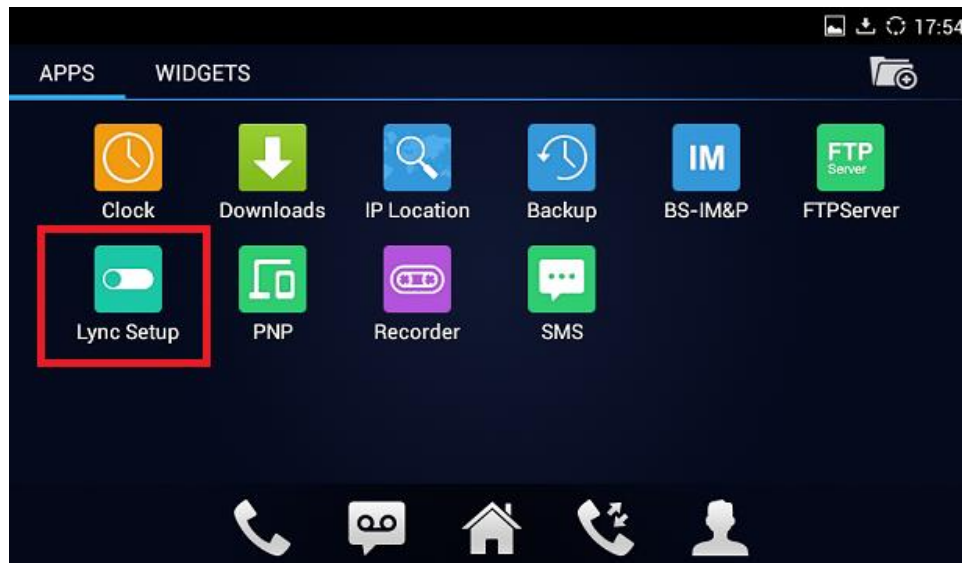 17:54
APPS WIDGETS
IM FTP
Server
Clock Downloads IP Location Backup BS-IM&P FTPServer
Lync Setup PNP Recorder SMS